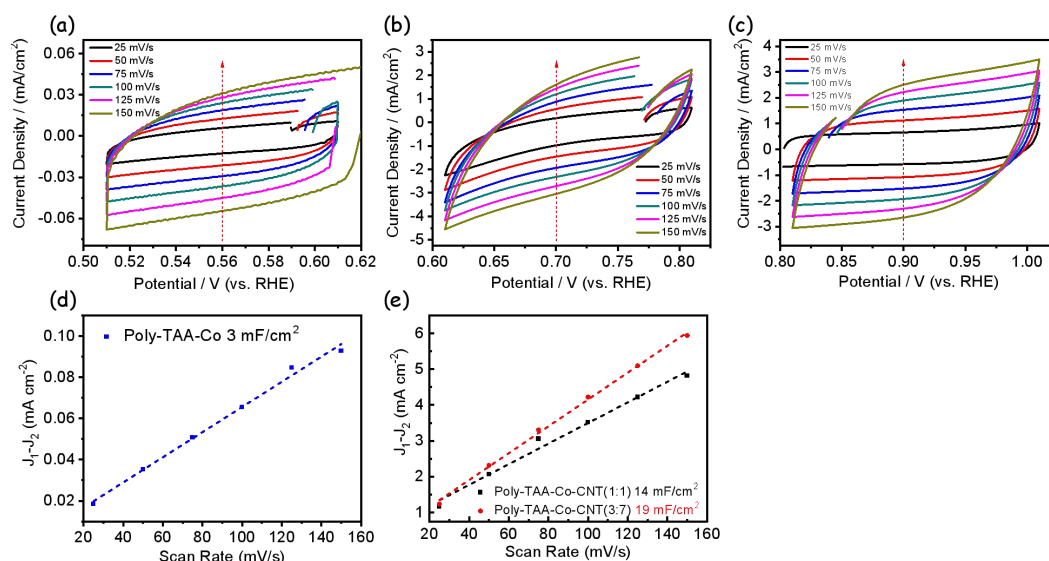 (a)
(b)
(c)
25 mV/s
50 mV/s
75 mV/s
100 mV/s
125 mV/s
150 mV/s
0.06
0.03
0.00
-0.03
-0.06
Current Density / (mA/cm²)
0.50 0.52 0.54 0.56 0.58 0.60 0.62
Potential / V (vs. RHE)
4
3
2
1
0
-1
-2
-3
-4
-5
Current Density / (mA/cm²)
25 mV/s
50 mV/s
75 mV/s
100 mV/s
125 mV/s
150 mV/s
0.60 0.65 0.70 0.75 0.80
Potential / V (vs. RHE)
4
3
2
1
0
-1
-2
-3
Current Density / (mA/cm²)
25 mV/s
50 mV/s
75 mV/s
100 mV/s
125 mV/s
150 mV/s
0.80 0.85 0.90 0.95 1.00
Potential / V (vs. RHE)
(d)
(e)
0.10
0.08
0.06
0.04
0.02
J₁-J₂ (mA cm⁻²)
Poly-TAA-Co 3 mF/cm²
20 40 60 80 100 120 140 160
Scan Rate (mV/s)
6
5
4
3
2
1
J₁-J₂ (mA cm⁻²)
Poly-TAA-Co-CNT(1:1) 14 mF/cm²
Poly-TAA-Co-CNT(3:7) 19 mF/cm²
20 40 60 80 100 120 140 160
Scan Rate (mV/s)